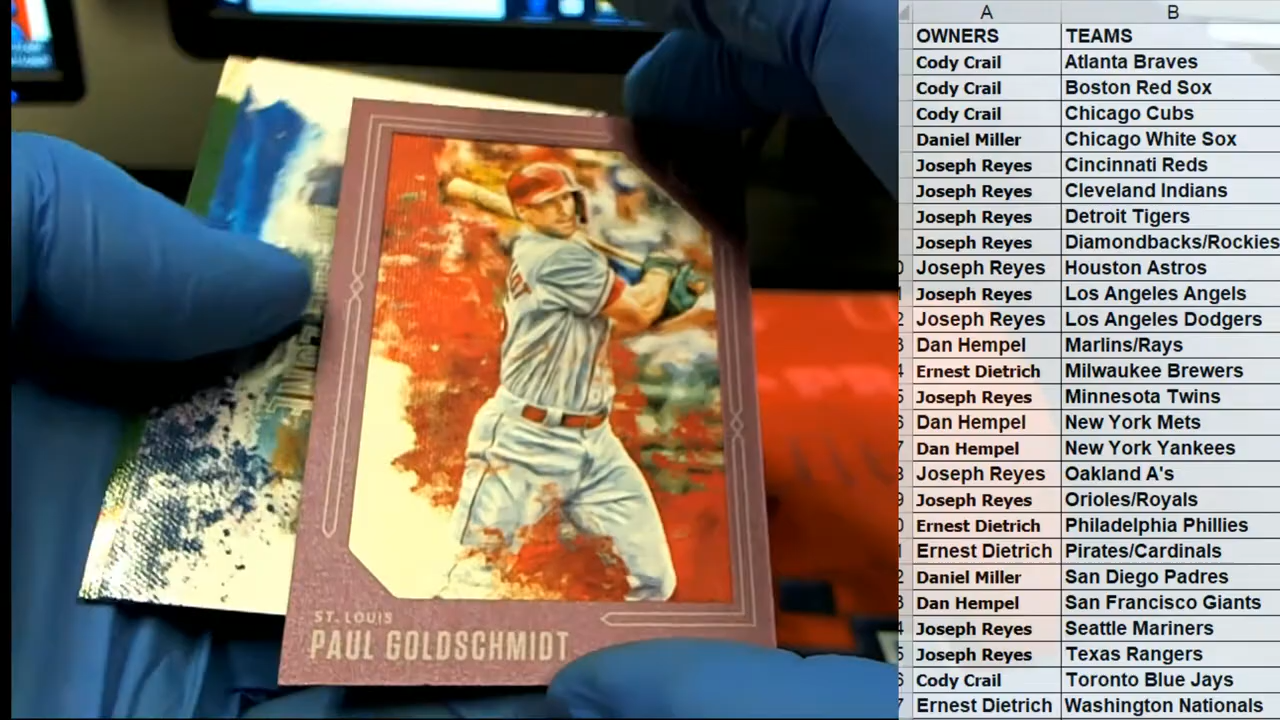 A B
OWNERS TEAMS
Cody Crail Atlanta Braves
Cody Crail Boston Red Sox
Cody Crail Chicago Cubs
Daniel Miller Chicago White Sox
Joseph Reyes Cincinnati Reds
Joseph Reyes Cleveland Indians
Joseph Reyes Detroit Tigers
Joseph Reyes Diamondbacks/Rockies
Joseph Reyes Houston Astros
Joseph Reyes Los Angeles Angels
Joseph Reyes Los Angeles Dodgers
Dan Hempel Marlins/Rays
Ernest Dietrich Milwaukee Brewers
Joseph Reyes Minnesota Twins
Dan Hempel New York Mets
Dan Hempel New York Yankees
Joseph Reyes Oakland A's
Joseph Reyes Orioles/Royals
Ernest Dietrich Philadelphia Phillies
Ernest Dietrich Pirates/Cardinals
Daniel Miller San Diego Padres
Dan Hempel San Francisco Giants
Joseph Reyes Seattle Mariners
Joseph Reyes Texas Rangers
Cody Crail Toronto Blue Jays
Ernest Dietrich Washington Nationals
ST. LOUIS
PAUL GOLDSCHMIDT